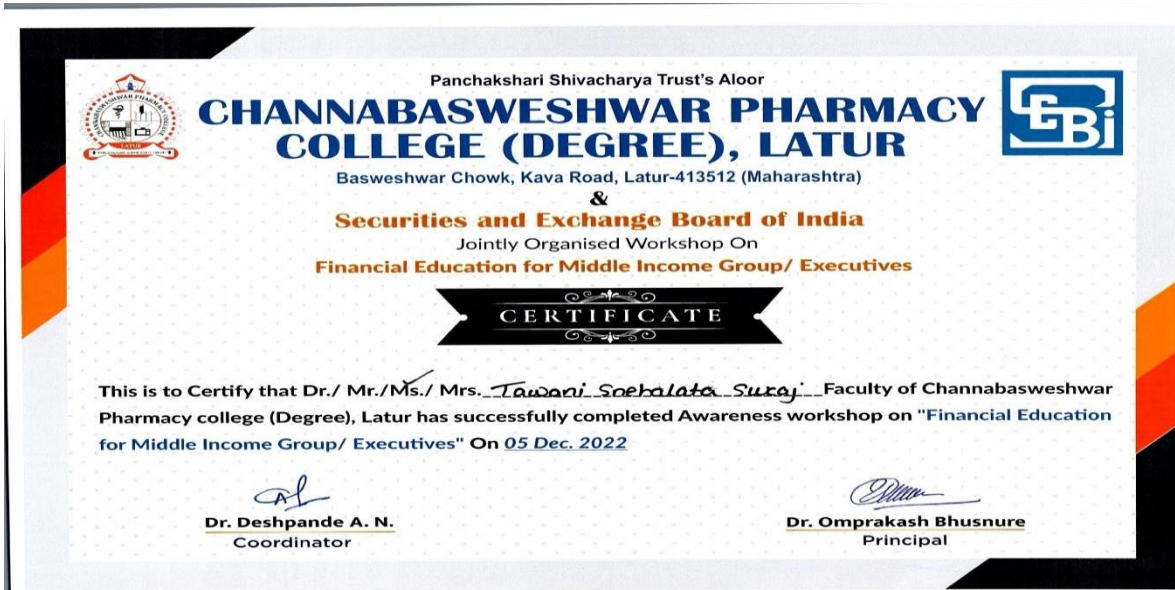 Panchakshari Shivacharya Trust's Aloor
CHANNABASWESHWAR PHARMACY
COLLEGE (DEGREE), LATUR
SEBi
Basweshwar Chowk, Kava Road, Latur-413512 (Maharashtra)
&
Securities and Exchange Board of India
Jointly Organised Workshop On
Financial Education for Middle Income Group/ Executives
CERTIFICATE
This is to Certify that Dr./ Mr./Ms./ Mrs. Tawani Snehalata Suraj Faculty of Channabasweshwar
Pharmacy college (Degree), Latur has successfully completed Awareness workshop on "Financial Education
for Middle Income Group/ Executives" On 05 Dec. 2022
Dr. Deshpande A. N.
Coordinator
Dr. Omprakash Bhusnure
Principal